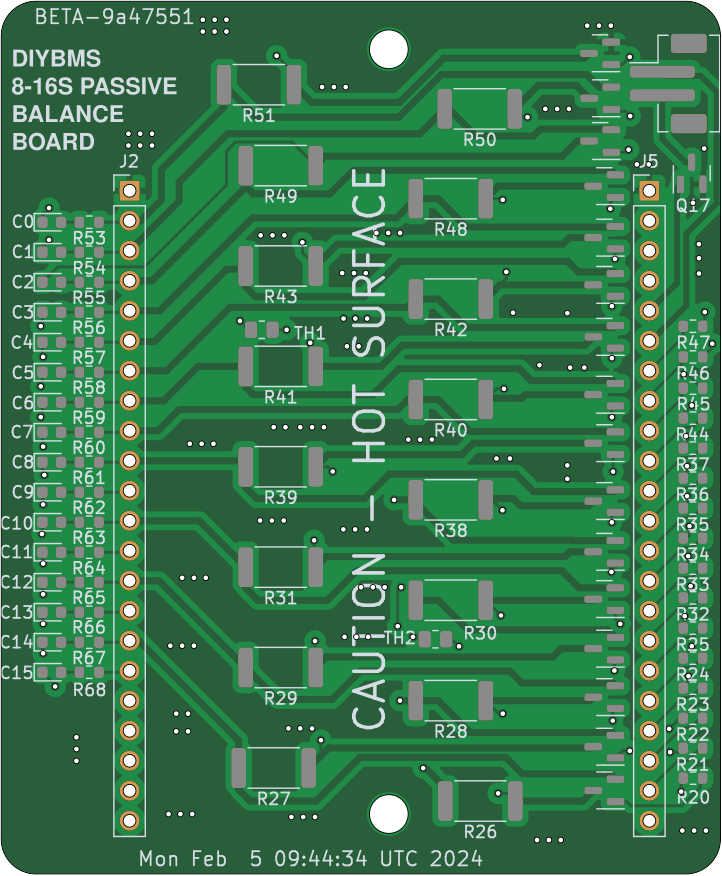 BETA-9a47551
DIYBMS
8-16S PASSIVE
BALANCE
BOARD
R51
R50
J2
J5
R49
R48
Q17
C0
R53
C1
R54
C2
R55
R43
C3
R56
R42
TH1
C4
R57
R47
C5
R58
R46
R41
C6
R59
R45
C7
R60
R40
R44
C8
R61
R37
R39
C9
R62
R36
C10
R63
R38
R35
C11
R64
R34
C12
R65
R31
R33
C13
R66
R30
R32
C14
R67
TH2
R25
C15
R68
R29
R24
R23
R28
R22
R21
R27
R20
R26
CAUTION - HOT SURFACE
Mon Feb  5 09:44:34 UTC 2024